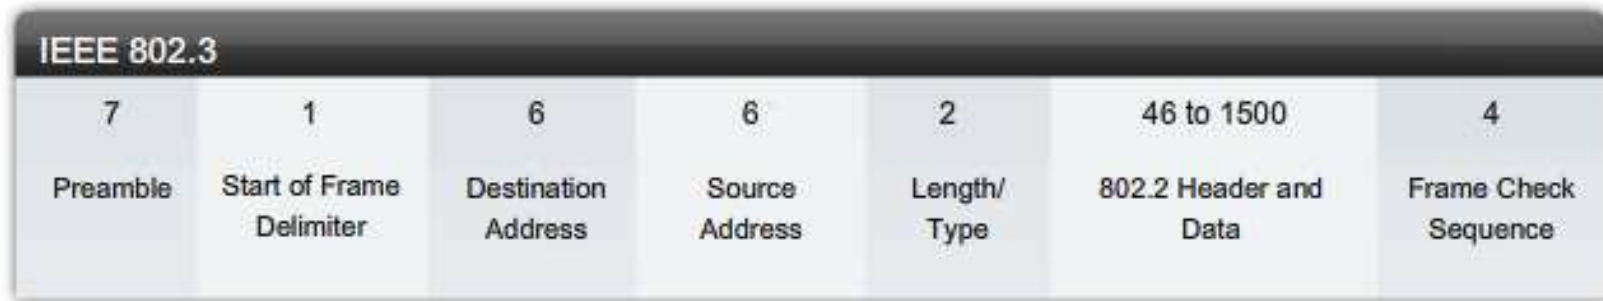 IEEE 802.3
7 1 6 6 2 46 to 1500 4
Preamble Start of Frame Destination Source Length/ 802.2 Header and Frame Check
Delimiter Address Address Type Data Sequence